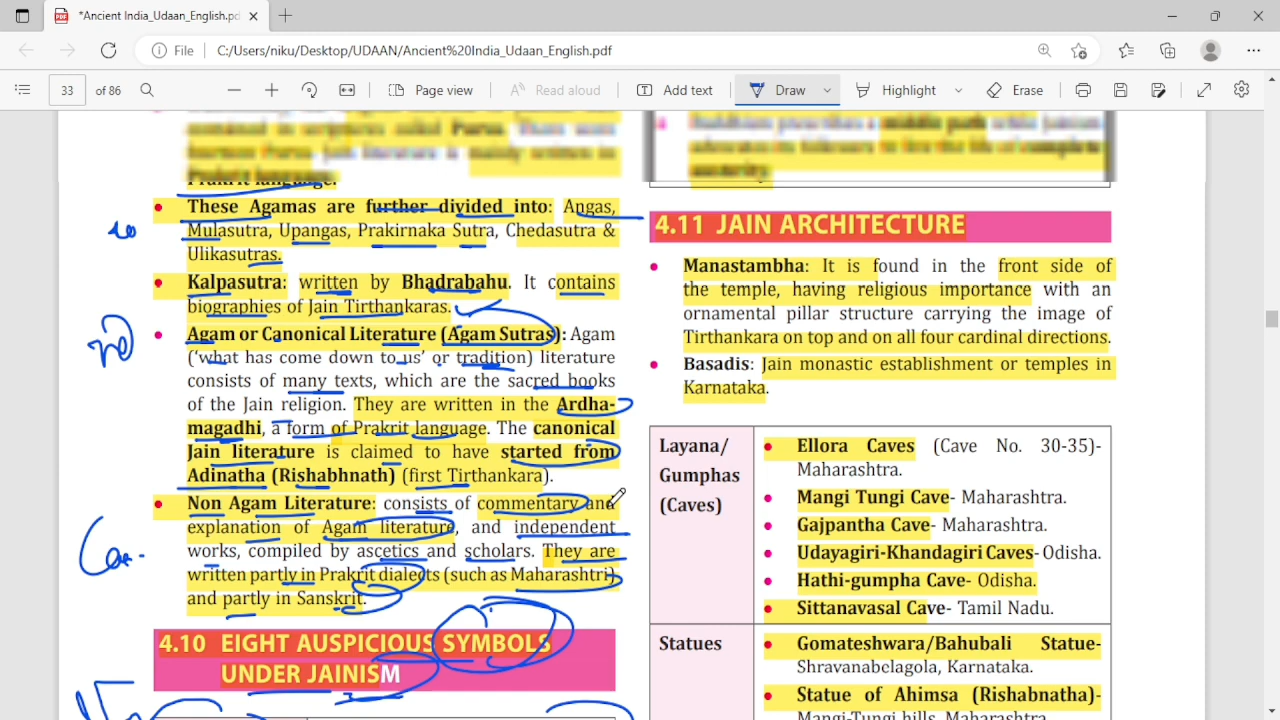 *Ancient India_Udaan_English.pd
File
C:/Users/niku/Desktop/UDAAN/Ancient%20India_Udaan_English.pdf
33 of 86
Page view
Read aloud
Add text
Draw
Highlight
Erase
Prakrit language.
These Agamas are further divided into: Angas,
Mulasutra, Upangas, Prakirnaka Sutra, Chedasutra &
Ulikasutras.
Kalpasutra: written by Bhadrabahu. It contains
biographies of Jain Tirthankaras.
Agam or Canonical Literature (Agam Sutras): Agam
(‘what has come down to us’ or tradition) literature
consists of many texts, which are the sacred books
of the Jain religion. They are written in the Ardha-
magadhi, a form of Prakrit language. The canonical
Jain literature is claimed to have started from
Adinatha (Rishabhnath) (first Tirthankara).
Non Agam Literature: consists of commentary and
explanation of Agam literature, and independent
works, compiled by ascetics and scholars. They are
written partly in Prakrit dialects (such as Maharashtri)
and partly in Sanskrit.
4.10 EIGHT AUSPICIOUS SYMBOLS
UNDER JAINISM
4.11 JAIN ARCHITECTURE
Manastambha: It is found in the front side of
the temple, having religious importance with an
ornamental pillar structure carrying the image of
Tirthankara on top and on all four cardinal directions.
Basadis: Jain monastic establishment or temples in
Karnataka.
Layana/
Gumphas
(Caves)
Ellora Caves (Cave No. 30-35)-
Maharashtra.
Mangi Tungi Cave- Maharashtra.
Gajpantha Cave- Maharashtra.
Udayagiri-Khandagiri Caves- Odisha.
Hathi-gumpha Cave- Odisha.
Sittanavasal Cave- Tamil Nadu.
Statues
Gomateshwara/Bahubali Statue-
Shravanabelagola, Karnataka.
Statue of Ahimsa (Rishabnatha)-
Mangi-Tungi hills, Maharashtra